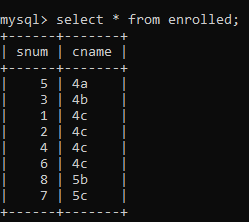 mysql> select * from enrolled;
+------+-------+
| snum | cname |
+------+-------+
|    5 | 4a    |
|    3 | 4b    |
|    1 | 4c    |
|    2 | 4c    |
|    4 | 4c    |
|    6 | 4c    |
|    8 | 5b    |
|    7 | 5c    |
+------+-------+